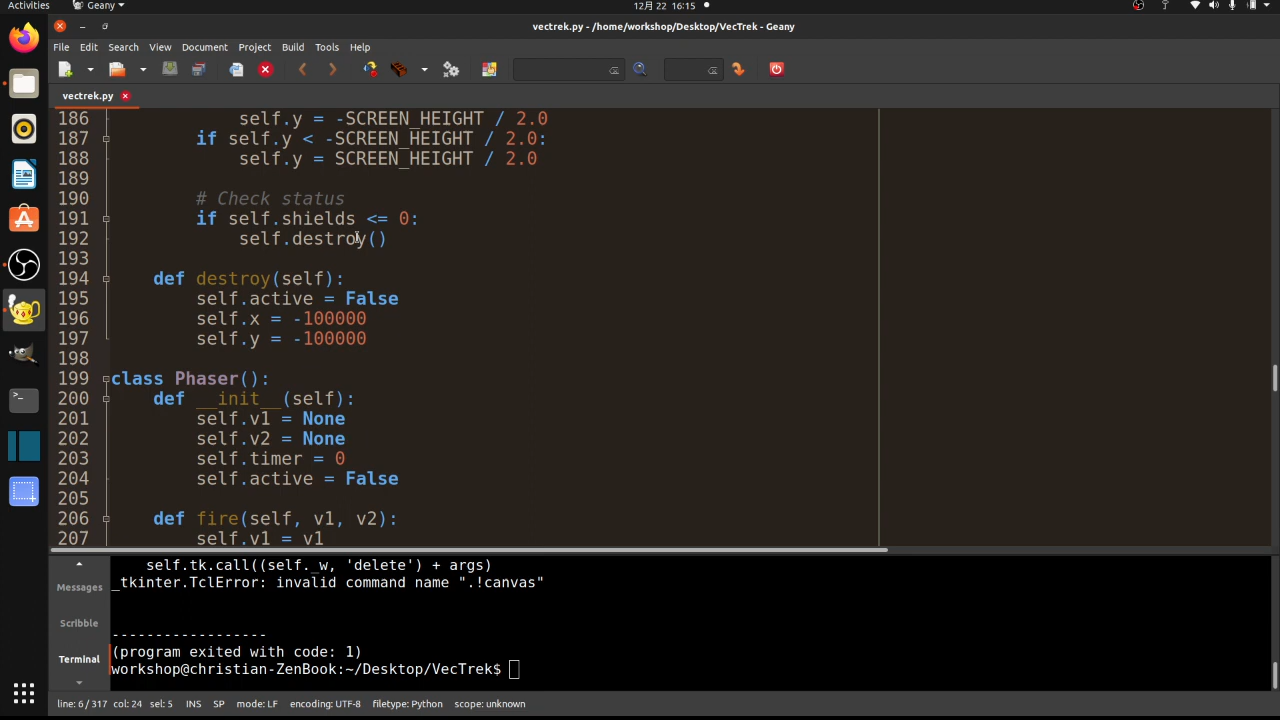 Activities Geany 12月 22 16:15
vectrek.py - /home/workshop/Desktop/VecTrek - Geany
File Edit Search View Document Project Build Tools Help
vectrek.py
186 self.y = -SCREEN_HEIGHT / 2.0
187 if self.y < -SCREEN_HEIGHT / 2.0:
188 self.y = SCREEN_HEIGHT / 2.0
189
190 # Check status
191 if self.shields <= 0:
192 self.destroy()
193
194 def destroy(self):
195 self.active = False
196 self.x = -100000
197 self.y = -100000
198
199 class Phaser():
200 def __init__(self):
201 self.v1 = None
202 self.v2 = None
203 self.timer = 0
204 self.active = False
205
206 def fire(self, v1, v2):
207 self.v1 = v1
Messages
Scribble
Terminal
self.tk.call((self._w, 'delete') + args)
_tkinter.TclError: invalid command name ".!canvas"
------------------
(program exited with code: 1)
workshop@christian-ZenBook:~/Desktop/VecTrek$
line: 6 / 317 col: 24 sel: 5 INS SP mode: LF encoding: UTF-8 filetype: Python scope: unknown